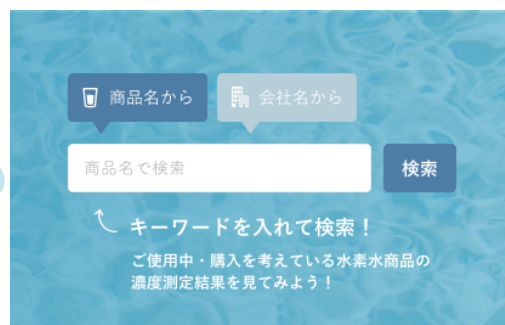 商品名から
会社名から
商品名で検索
検索
キーワードを入れて検索！
ご使用中・購入を考えている水素水商品の
濃度測定結果を見てみよう！